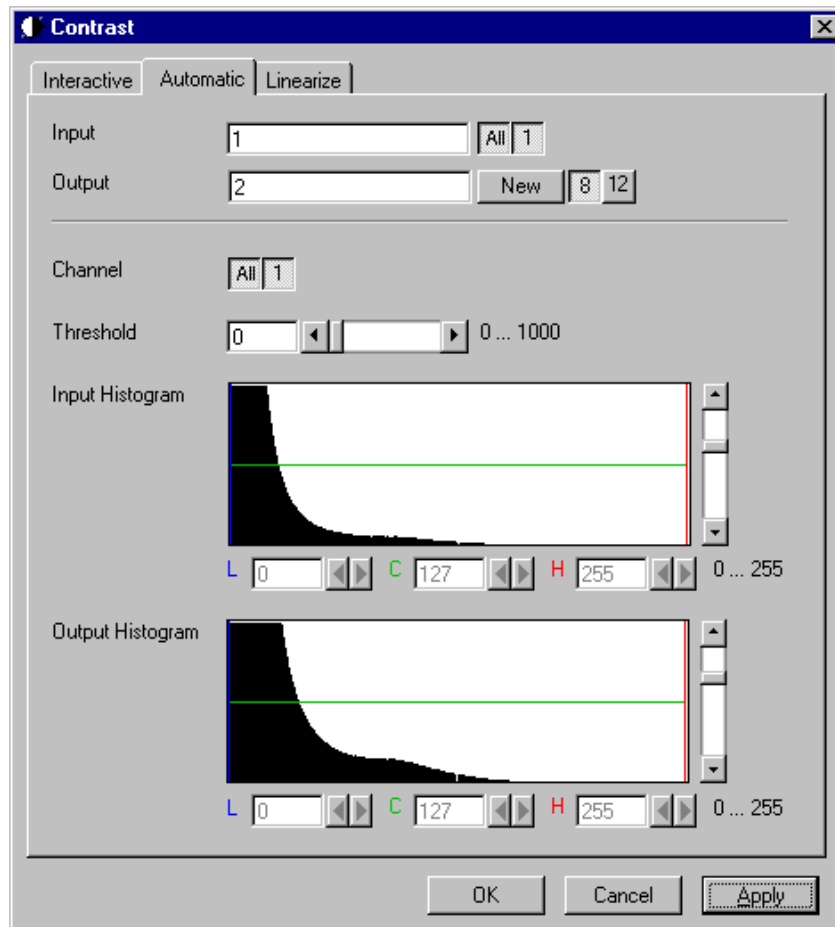 Contrast
Interactive Automatic Linearize
Input 1 All 1
Output 2 New 8 12
Channel All 1
Threshold 0 0 ... 1000
Input Histogram
L 0 C 127 H 255 0 ... 255
Output Histogram
L 0 C 127 H 255 0 ... 255
OK Cancel Apply